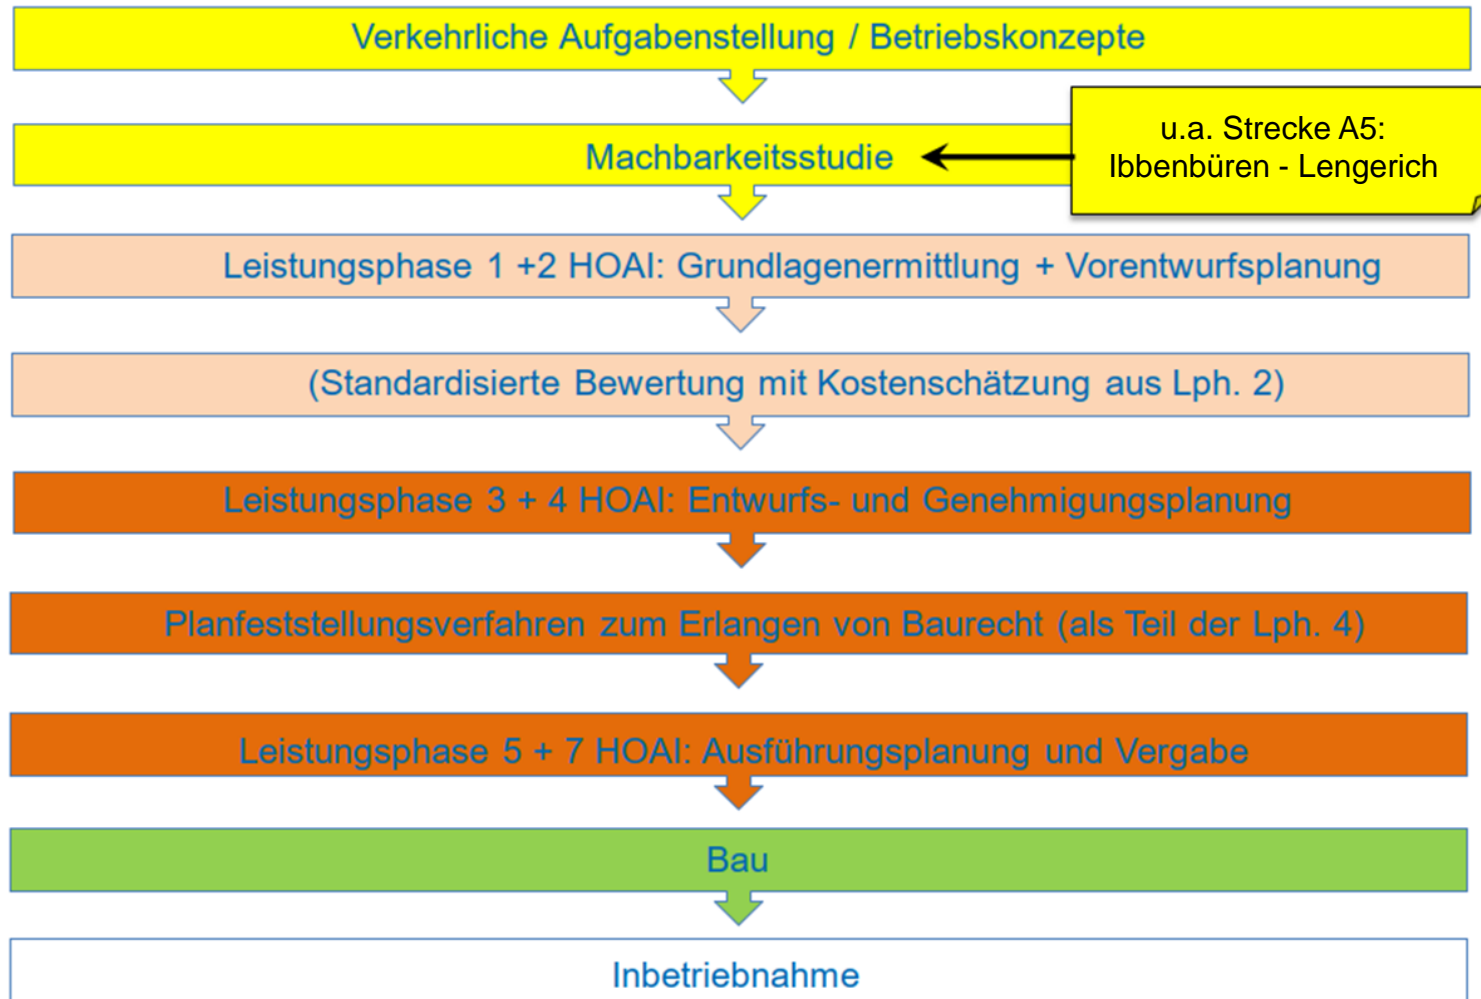 Verkehrliche Aufgabenstellung / Betriebskonzepte
u.a. Strecke A5:
Ibbenbüren - Lengerich
Machbarkeitsstudie
Leistungsphase 1 +2 HOAI: Grundlagenermittlung + Vorentwurfsplanung
(Standardisierte Bewertung mit Kostenschätzung aus Lph. 2)
Leistungsphase 3 + 4 HOAI: Entwurfs- und Genehmigungsplanung
Planfeststellungsverfahren zum Erlangen von Baurecht (als Teil der Lph. 4)
Leistungsphase 5 + 7 HOAI: Ausführungsplanung und Vergabe
Bau
Inbetriebnahme